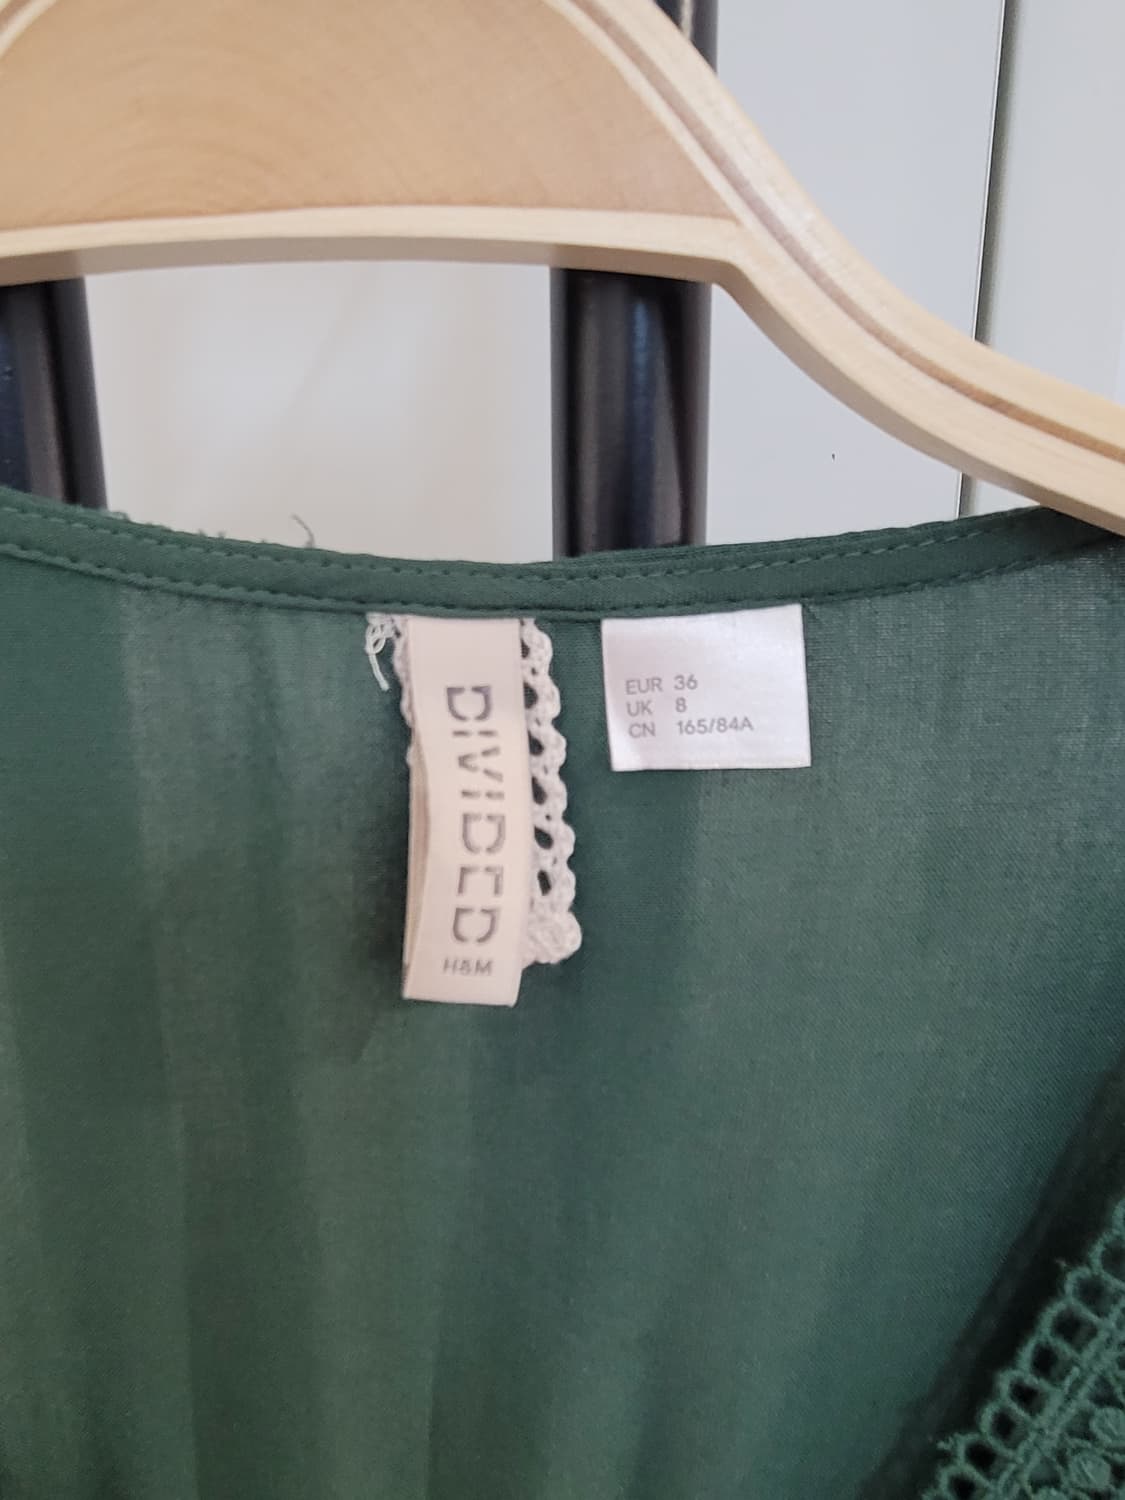 DIVIDED
H&M
EUR 36
UK 8
CN 165/84A